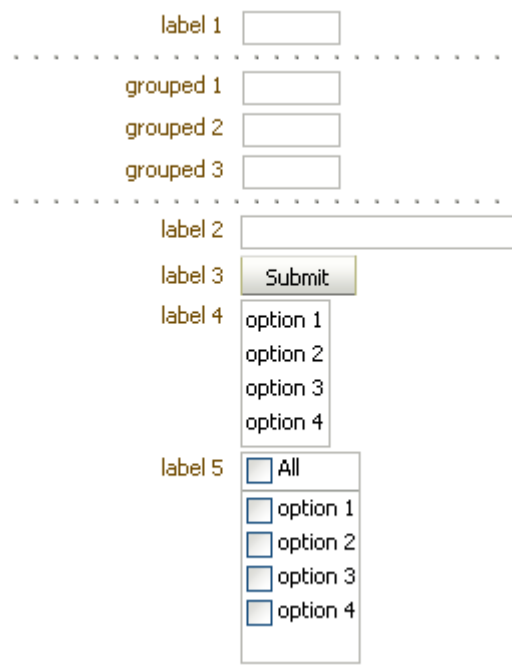 label 1
grouped 1
grouped 2
grouped 3
label 2
label 3 Submit
label 4 option 1
option 2
option 3
option 4
label 5 All
option 1
option 2
option 3
option 4